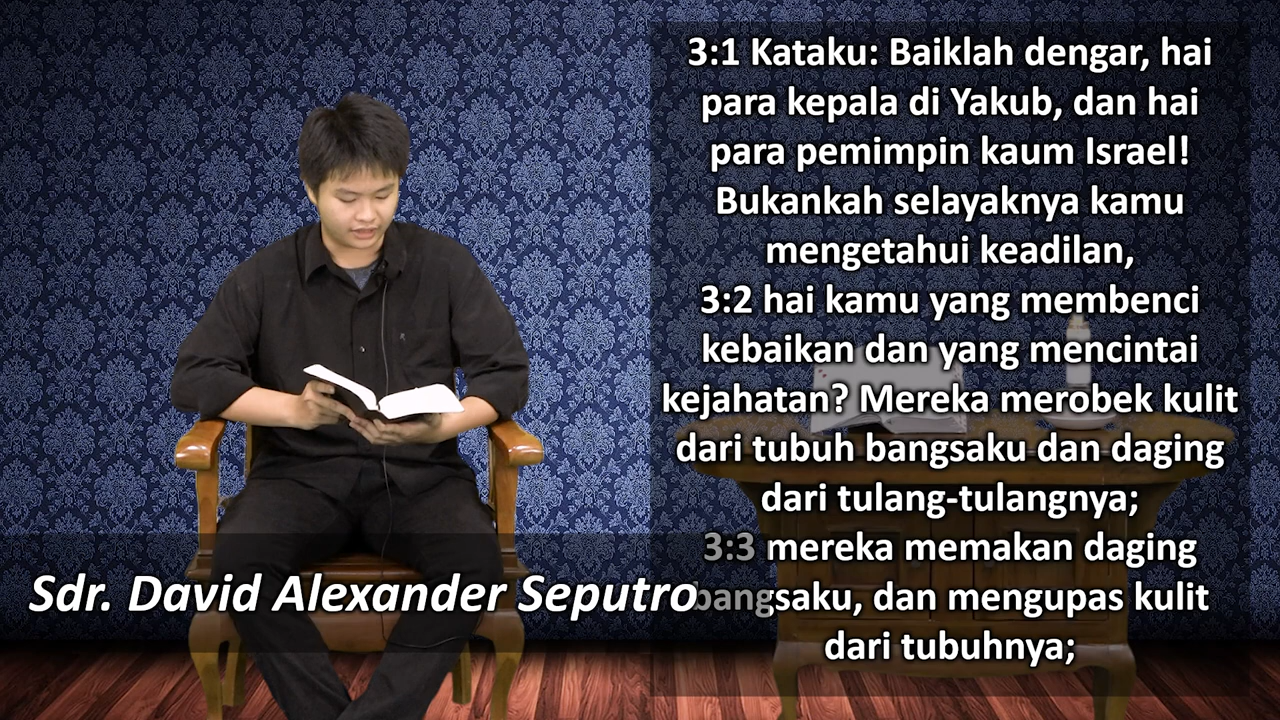 3:1 Kataku: Baiklah dengar, hai
para kepala di Yakub, dan hai
para pemimpin kaum Israel!
Bukankah selayaknya kamu
mengetahui keadilan,
3:2 hai kamu yang membenci
kebaikan dan yang mencintai
kejahatan? Mereka merobek kulit
dari tubuh bangsaku dan daging
dari tulang-tulangnya;
3:3 mereka memakan daging
bangsaku, dan mengupas kulit
dari tubuhnya;
Sdr. David Alexander Seputro